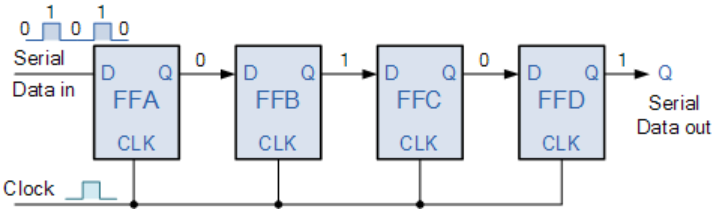 0 1 0 1 0
Serial
Data in
D Q
FFA
CLK
0
D Q
FFB
CLK
1
D Q
FFC
CLK
0
D Q
FFD
CLK
1
Q
Serial
Data out
Clock